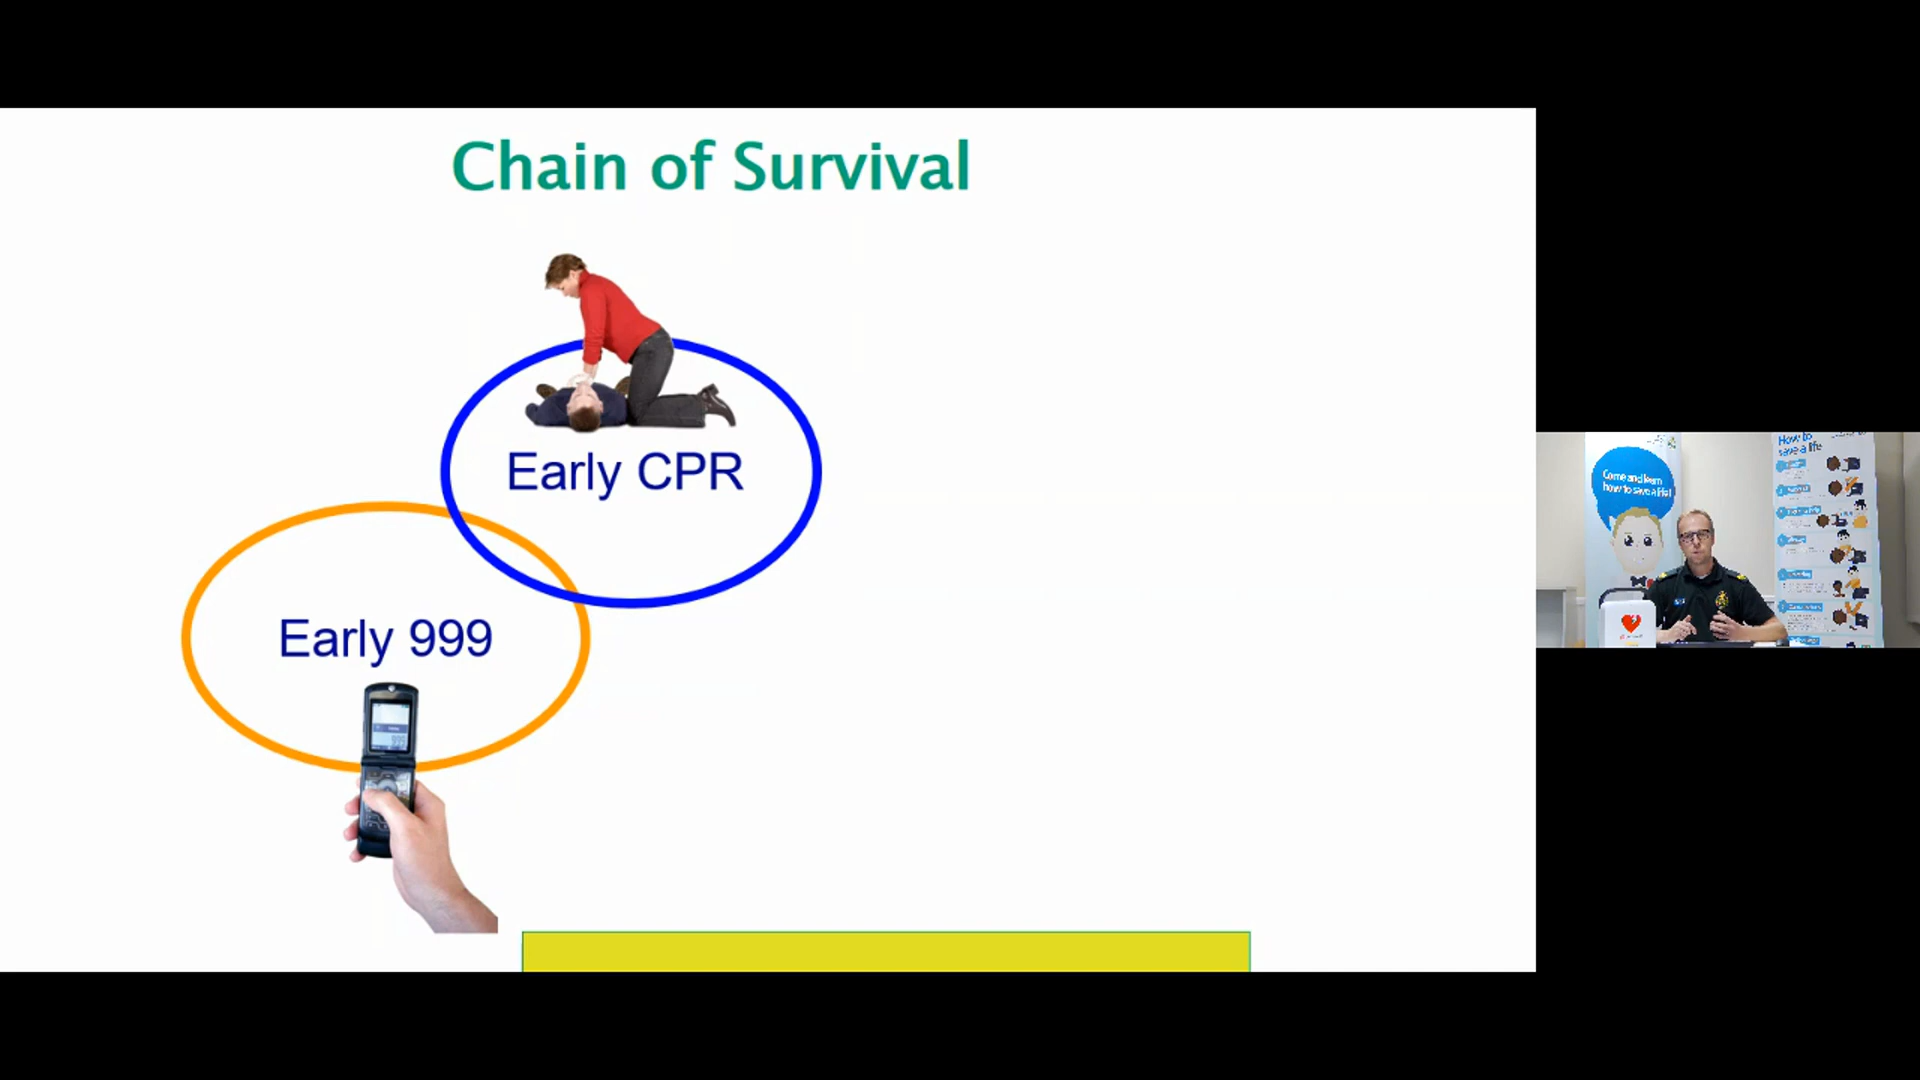 Chain of Survival
Early CPR
Early 999
Come and learn
how to save a life!
How to
save a life